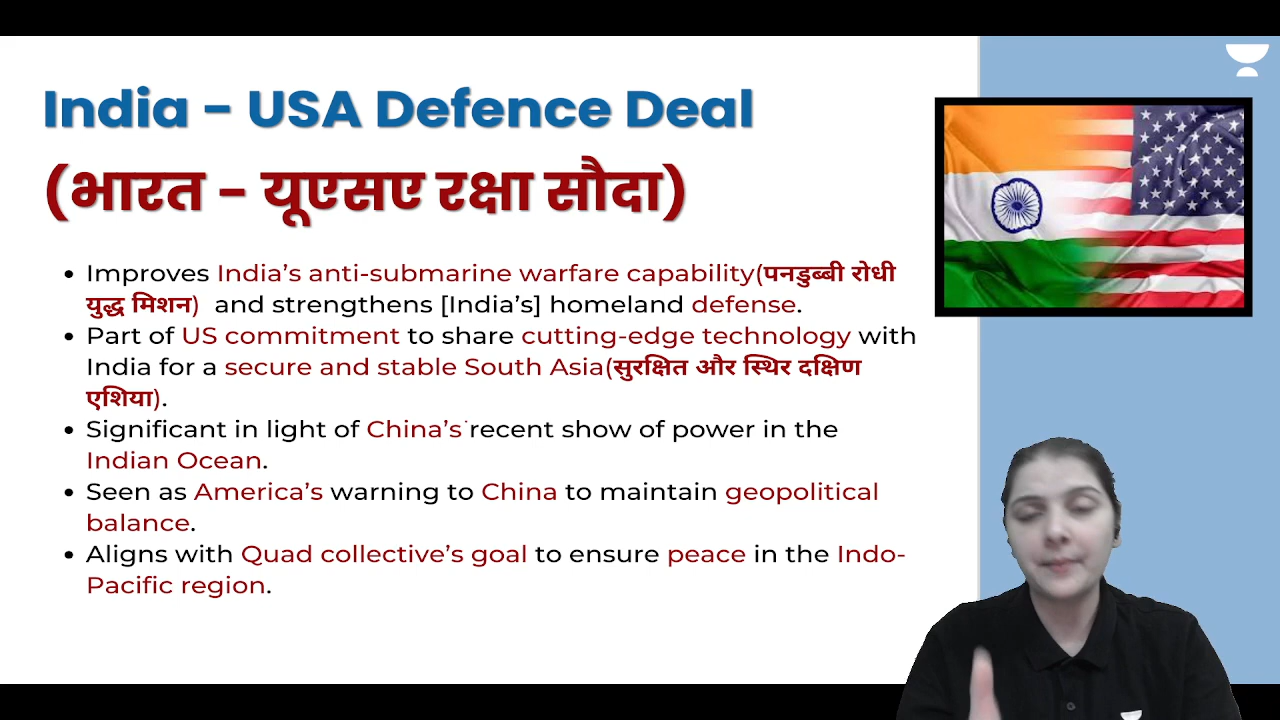 India - USA Defence Deal
(भारत - यूएसए रक्षा सौदा)
• Improves India’s anti-submarine warfare capability(पनडुब्बी रोधी
युद्ध मिशन) and strengthens [India’s] homeland defense.
• Part of US commitment to share cutting-edge technology with
India for a secure and stable South Asia(सुरक्षित और स्थिर दक्षिण
एशिया).
• Significant in light of China’s recent show of power in the
Indian Ocean.
• Seen as America’s warning to China to maintain geopolitical
balance.
• Aligns with Quad collective’s goal to ensure peace in the Indo-
Pacific region.